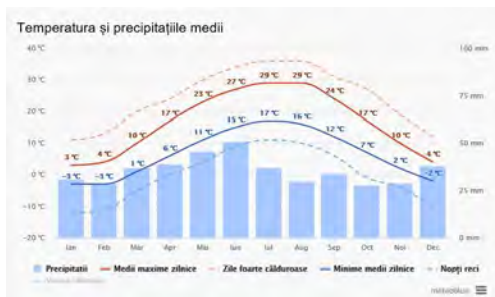 Temperatura și precipitațiile medii
40 °C
100 mm
30 °C
29 °C
29 °C
27 °C
23 °C
24 °C
75 mm
20 °C
17 °C
17 °C
17 °C
15 °C
16 °C
10 °C
10 °C
11 °C
12 °C
10 °C
50 mm
3 °C
4 °C
6 °C
7 °C
4 °C
0 °C
-3 °C
-3 °C
1 °C
2 °C
-2 °C
25 mm
-10 °C
-20 °C
0 mm
Ian
Feb
Mar
Apr
Mai
Iun
Iul
Aug
Sep
Oct
Noi
Dec
Precipitatii
Medii maxime zilnice
Zile foarte călduroase
Minime medii zilnice
Nopți reci
meteoblue